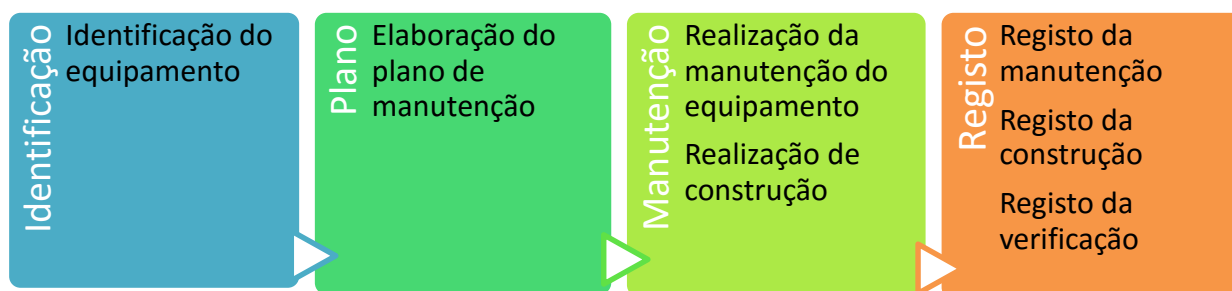 Identificação
Identificação do
equipamento
Plano
Elaboração do
plano de
manutenção
Manutenção
Realização da
manutenção do
equipamento
Realização de
construção
Registo
Registo da
manutenção
Registo da
construção
Registo da
verificação